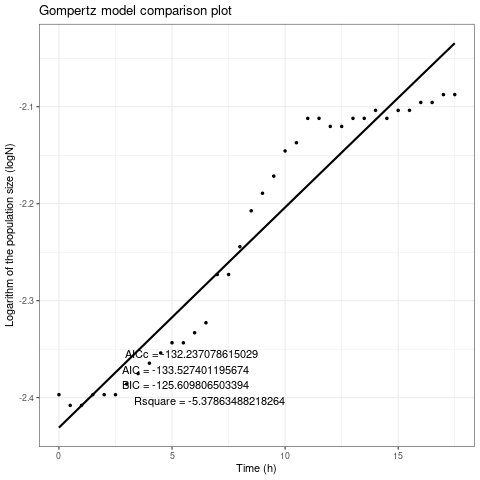 Gompertz model comparison plot
Logarithm of the population size (logN)
-2.1
-2.2
-2.3
-2.4
AICc = -132.237078615029
AIC = -133.527401195674
BIC = -125.609806503394
Rsquare = -5.37863488218264
0 5 10 15
Time (h)